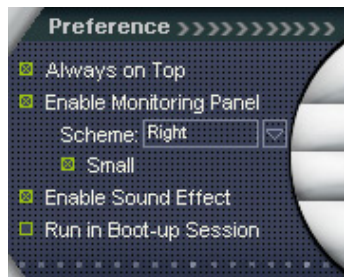 Preference >>>>>>>>>>>
Always on Top
Enable Monitoring Panel
Scheme: Right
Small
Enable Sound Effect
Run in Boot-up Session